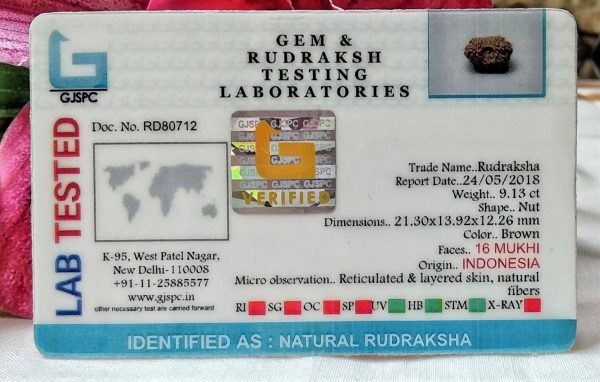 GJSPC
GEM &
RUDRAKSH
TESTING
LABORATORIES
LAB TESTED
Doc. No. RD80712
GJSPC
VERIFIED
Trade Name..Rudraksha
Report Date..24/05/2018
Weight.. 9.13 ct
Shape.. Nut
Dimensions.. 21.30x13.92x12.26 mm
Color.. Brown
Faces.. 16 MUKHI
Origin.. INDONESIA
Micro observation.. Reticulated & layered skin, natural
fibers
K-95, West Patel Nagar,
New Delhi-110008
+91-11-25885577
www.gjspc.in
other necessary test are carried forward
RI SG OC SP UV HB STM X-RAY
IDENTIFIED AS : NATURAL RUDRAKSHA